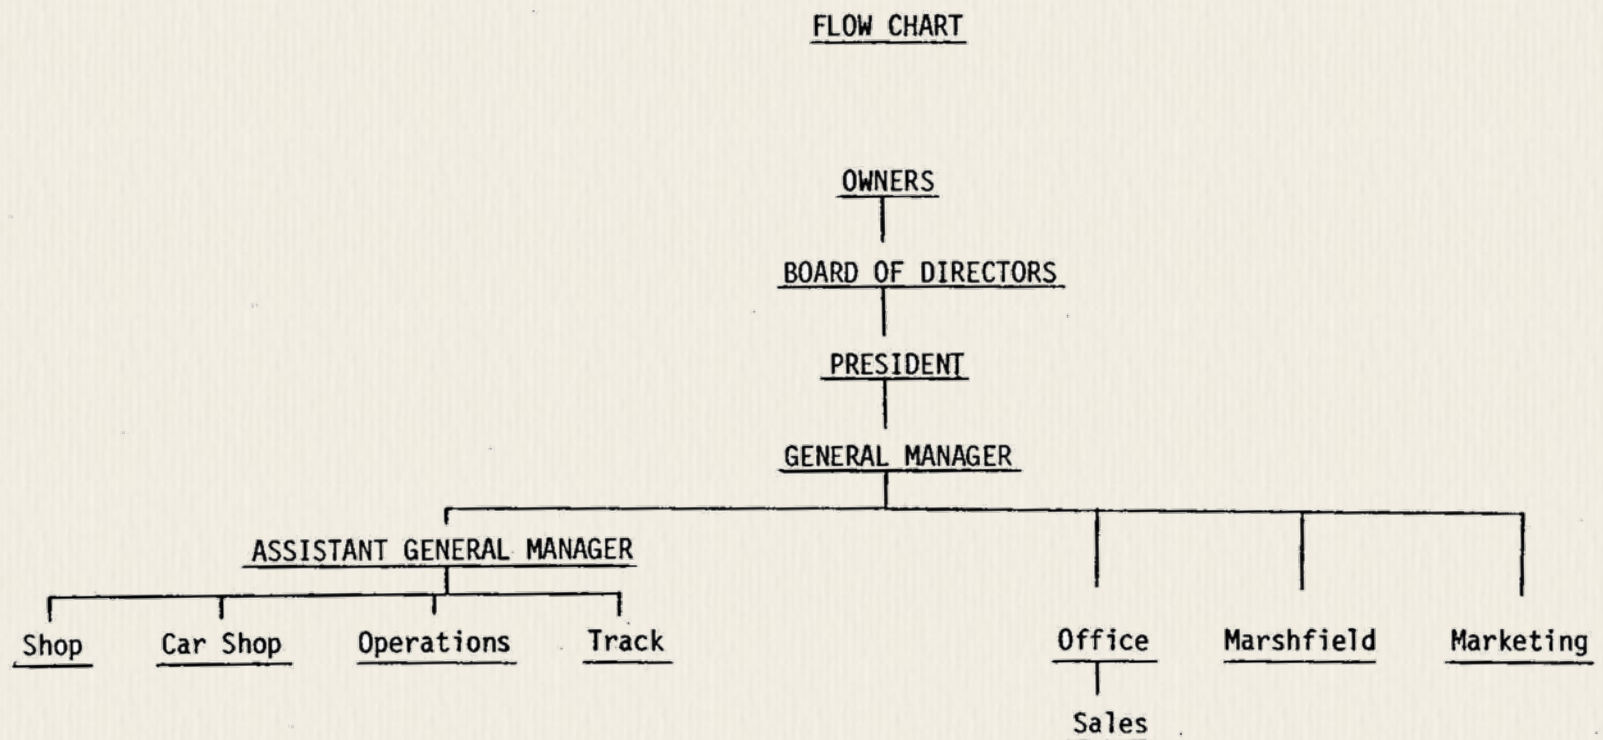 FLOW CHART
OWNERS
BOARD OF DIRECTORS
PRESIDENT
GENERAL MANAGER
ASSISTANT GENERAL MANAGER
Shop Car Shop Operations Track Office Marshfield Marketing
Sales